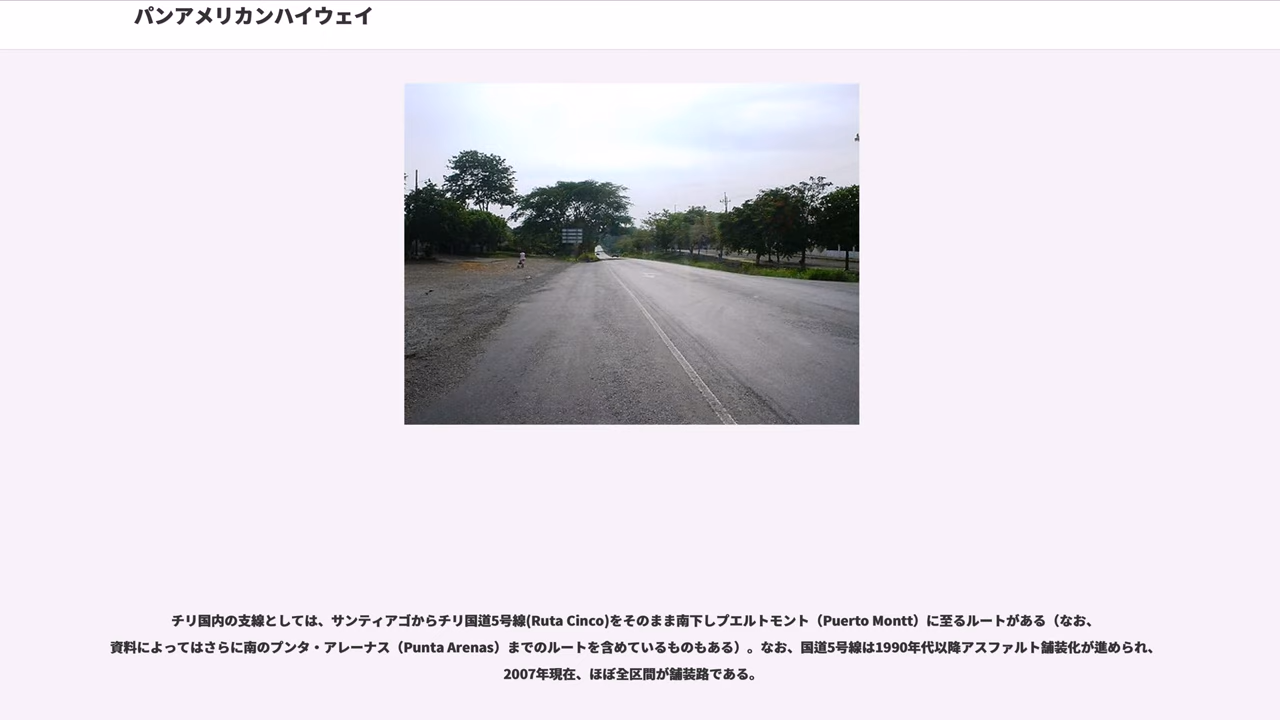 パンアメリカンハイウェイ
チリ国内の支線としては、サンティアゴからチリ国道5号線(Ruta Cinco)をそのまま南下しプエルトモント（Puerto Montt）に至るルートがある（なお、
資料によってはさらに南のプンタ・アレーナス（Punta Arenas）までのルートを含めているものもある）。なお、国道5号線は1990年代以降アスファルト舗装化が進められ、
2007年現在、ほぼ全区間が舗装路である。